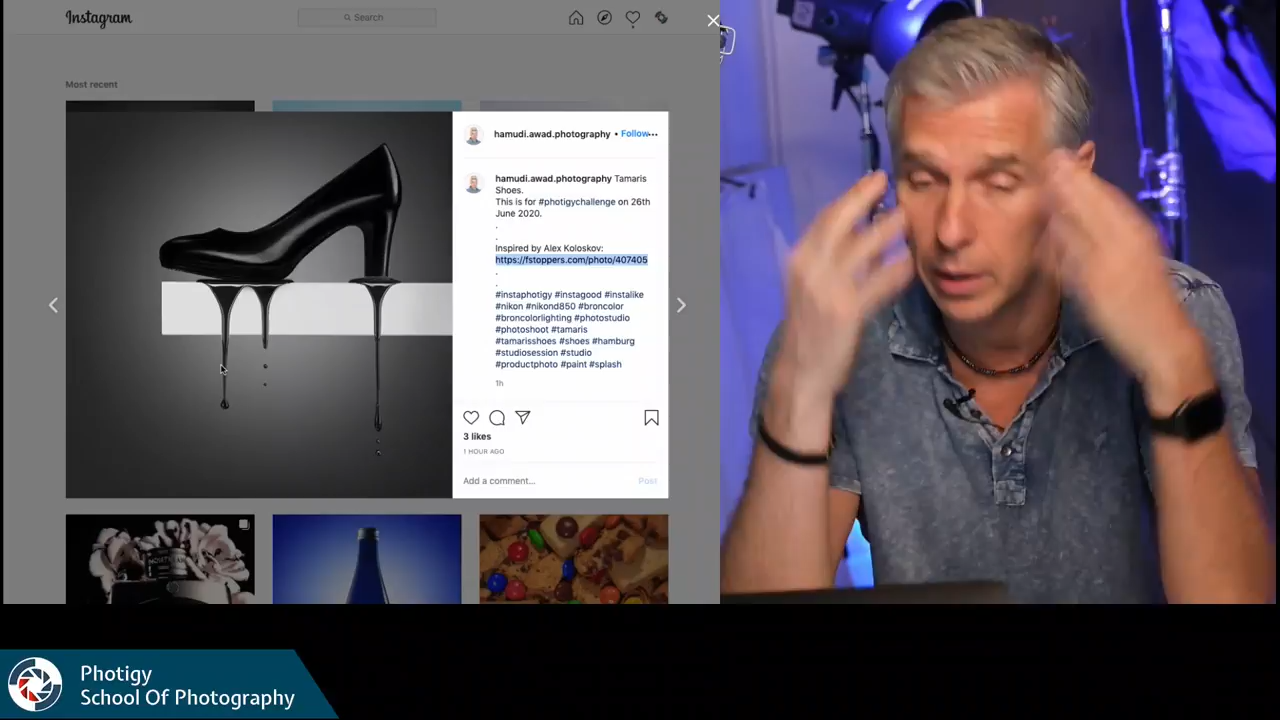 Instagram
Search
Most recent
hamudi.awad.photography • Follow
hamudi.awad.photography Tamaris
Shoes.
This is for #photigychallenge on 26th
June 2020.
.
.
Inspired by Alex Koloskov:
https://fstoppers.com/photo/407405
.
.
#instaphotigy #instagood #instalike
#nikon #nikond850 #broncolor
#broncolorlighting #photostudio
#photoshoot #tamaris
#tamarisshoes #shoes #hamburg
#studiosession #studio
#productphoto #paint #splash
1h
3 likes
1 HOUR AGO
Add a comment... Post
Photigy
School Of Photography